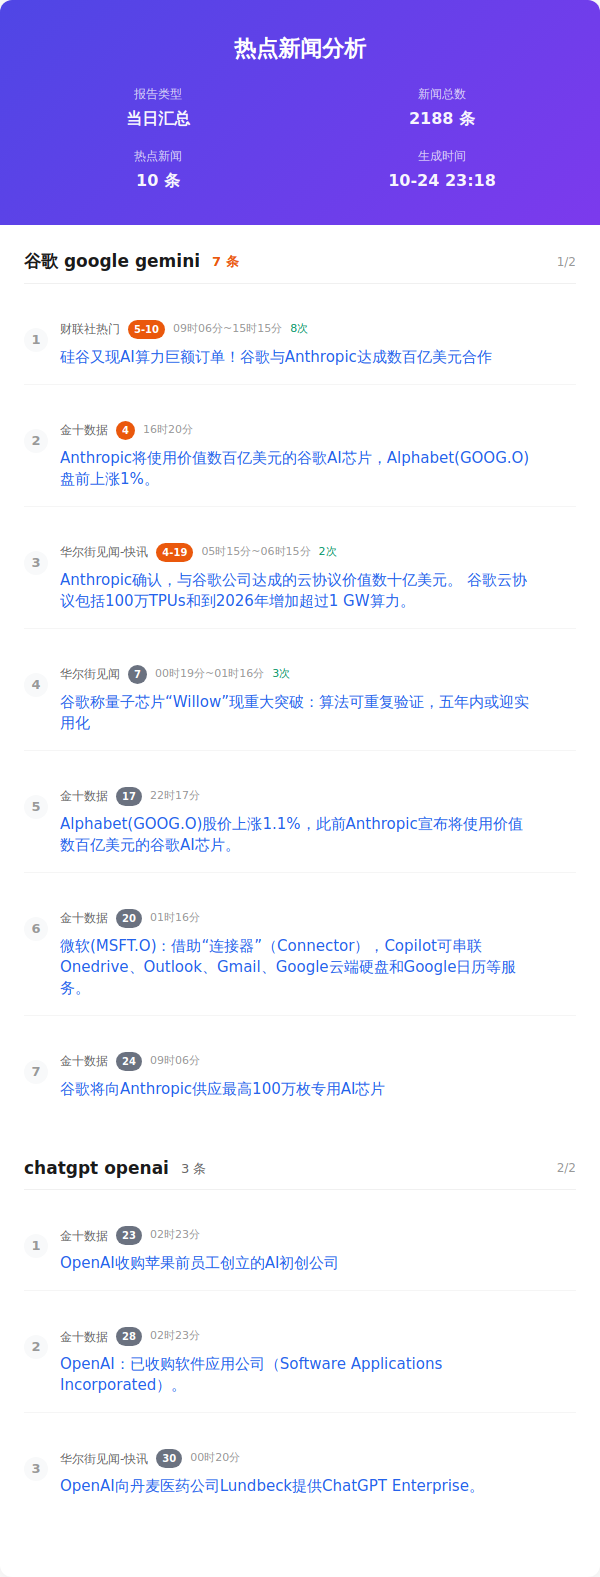 热点新闻分析
报告类型
新闻总数
当日汇总
2188 条
热点新闻
生成时间
10 条
10-24 23:18
谷歌 google gemini 7 条 1/2
1 财联社热门 5-10 09时06分~15时15分 8次
硅谷又现AI算力巨额订单！谷歌与Anthropic达成数百亿美元合作
2 金十数据 4 16时20分
Anthropic将使用价值数百亿美元的谷歌AI芯片，Alphabet(GOOG.O)
盘前上涨1%。
3 华尔街见闻-快讯 4-19 05时15分~06时15分 2次
Anthropic确认，与谷歌公司达成的云协议价值数十亿美元。 谷歌云协
议包括100万TPUs和到2026年增加超过1 GW算力。
4 华尔街见闻 7 00时19分~01时16分 3次
谷歌称量子芯片“Willow”现重大突破：算法可重复验证，五年内或迎实
用化
5 金十数据 17 22时17分
Alphabet(GOOG.O)股价上涨1.1%，此前Anthropic宣布将使用价值
数百亿美元的谷歌AI芯片。
6 金十数据 20 01时16分
微软(MSFT.O)：借助“连接器”（Connector），Copilot可串联
Onedrive、Outlook、Gmail、Google云端硬盘和Google日历等服
务。
7 金十数据 24 09时06分
谷歌将向Anthropic供应最高100万枚专用AI芯片
chatgpt openai 3 条 2/2
1 金十数据 23 02时23分
OpenAI收购苹果前员工创立的AI初创公司
2 金十数据 28 02时23分
OpenAI：已收购软件应用公司（Software Applications
Incorporated）。
3 华尔街见闻-快讯 30 00时20分
OpenAI向丹麦医药公司Lundbeck提供ChatGPT Enterprise。